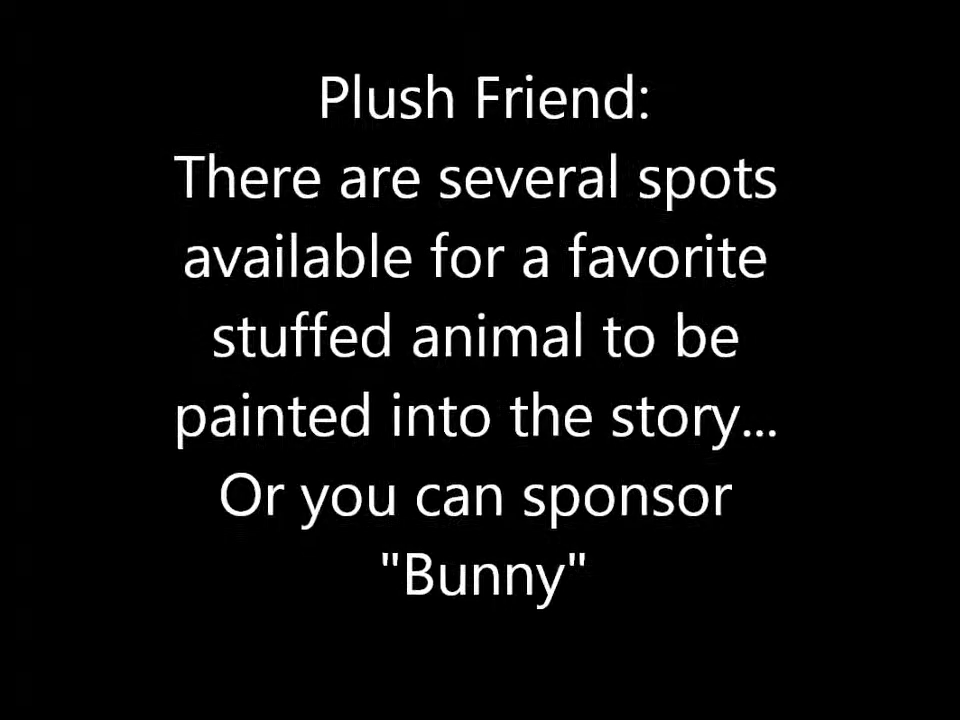 Plush Friend:
There are several spots
available for a favorite
stuffed animal to be
painted into the story...
Or you can sponsor
"Bunny"